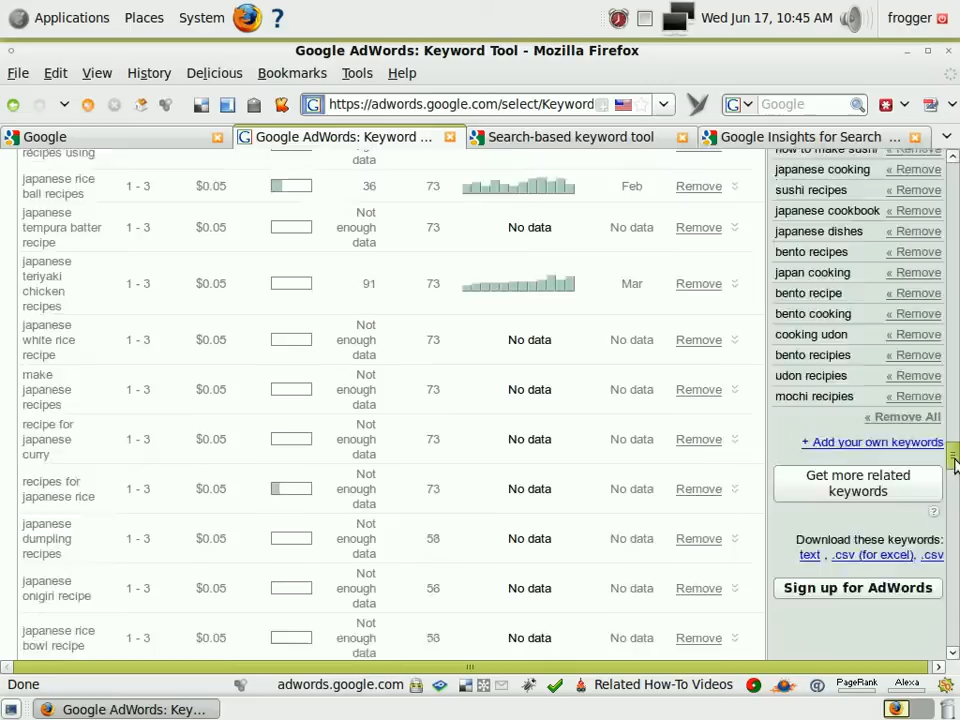 Applications Places System ? Wed Jun 17, 10:45 AM frogger
Google AdWords: Keyword Tool - Mozilla Firefox
File Edit View History Delicious Bookmarks Tools Help
https://adwords.google.com/select/Keyword Google
Google Google AdWords: Keyword ... Search-based keyword tool Google Insights for Search ...
recipes using data Remove
japanese rice ball recipes 1 - 3 $0.05 36 73 Feb Remove
japanese tempura batter recipe 1 - 3 $0.05 Not enough data 73 No data No data Remove
japanese teriyaki chicken recipes 1 - 3 $0.05 91 73 Mar Remove
japanese white rice recipe 1 - 3 $0.05 Not enough data 73 No data No data Remove
make japanese recipes 1 - 3 $0.05 Not enough data 73 No data No data Remove
recipe for japanese curry 1 - 3 $0.05 Not enough data 73 No data No data Remove
recipes for japanese rice 1 - 3 $0.05 Not enough data 73 No data No data Remove
japanese dumpling recipes 1 - 3 $0.05 Not enough data 58 No data No data Remove
japanese onigiri recipe 1 - 3 $0.05 Not enough data 58 No data No data Remove
japanese rice bowl recipe 1 - 3 $0.05 Not enough data 58 No data No data Remove
how to make sushi « Remove
japanese cooking « Remove
sushi recipes « Remove
japanese cookbook « Remove
japanese dishes « Remove
bento recipes « Remove
japan cooking « Remove
bento recipe « Remove
bento cooking « Remove
cooking udon « Remove
bento recipies « Remove
udon recipies « Remove
mochi recipies « Remove
« Remove All
+ Add your own keywords
Get more related
keywords
?
Download these keywords:
text , .csv (for excel), .csv
Sign up for AdWords
Done adwords.google.com Related How-To Videos PageRank Alexa
Google AdWords: Key...